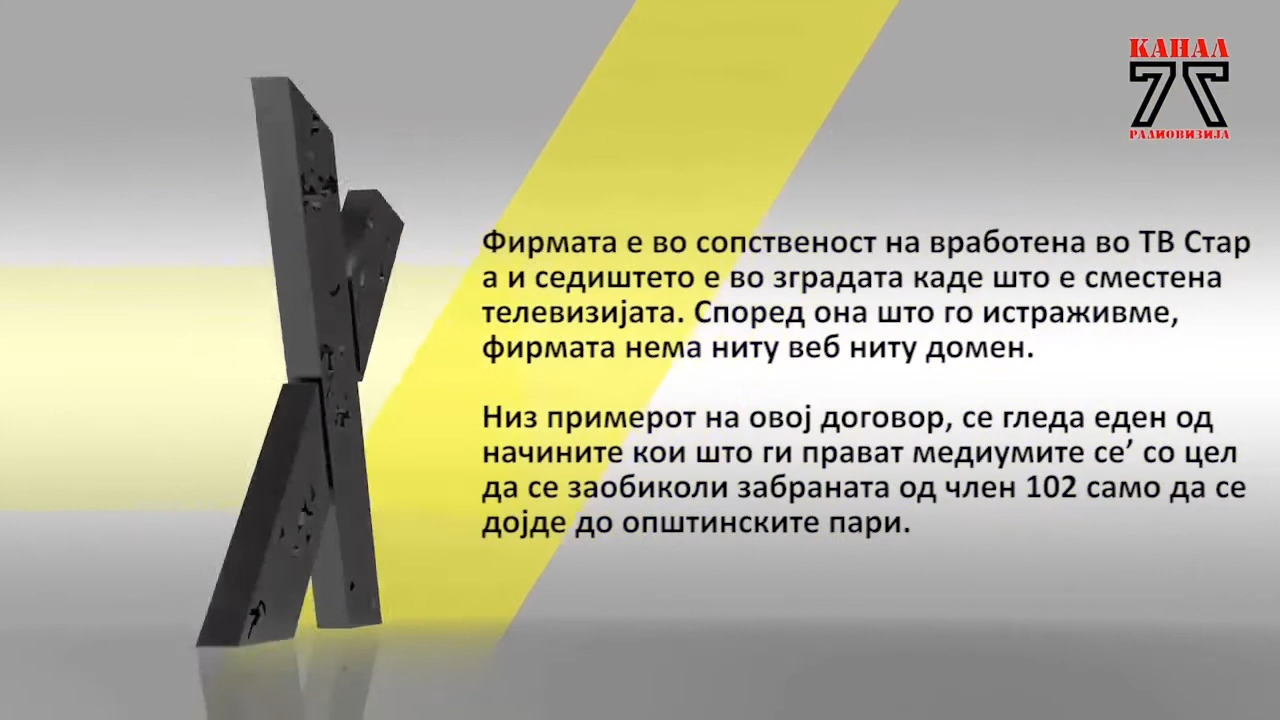 КАНАЛ
77
РАДИОВИЗИЈА
Фирмата е во сопственост на вработена во ТВ Стар
а и седиштето е во зградата каде што е сместена
телевизијата. Според она што го истраживме,
фирмата нема ниту веб ниту домен.
Низ примерот на овој договор, се гледа еден од
начините кои што ги прават медиумите се’ со цел
да се заобиколи забраната од член 102 само да се
дојде до општинските пари.